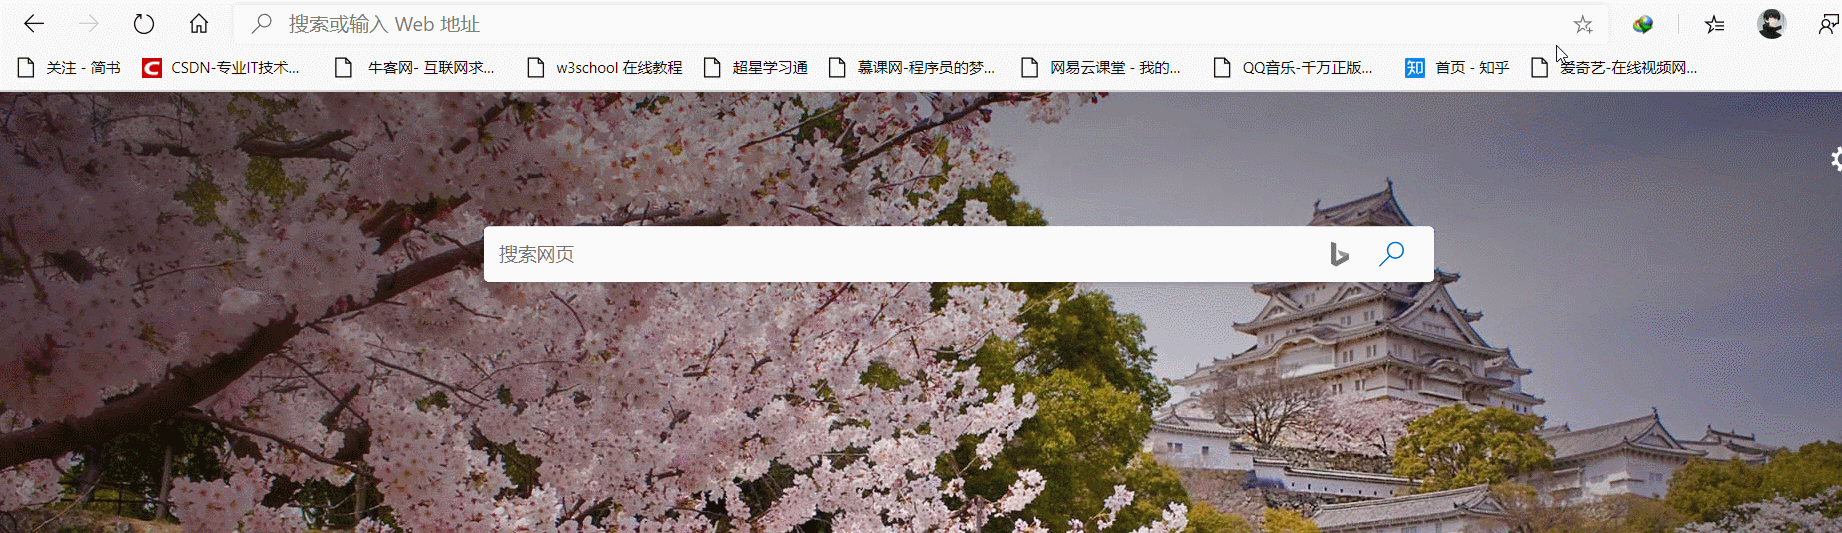 搜索或输入 Web 地址
关注 - 简书 CSDN-专业IT技术... 牛客网- 互联网求... w3school 在线教程 超星学习通 慕课网-程序员的梦... 网易云课堂 - 我的... QQ音乐-千万正版... 知 首页 - 知乎 爱奇艺-在线视频网...
搜索网页